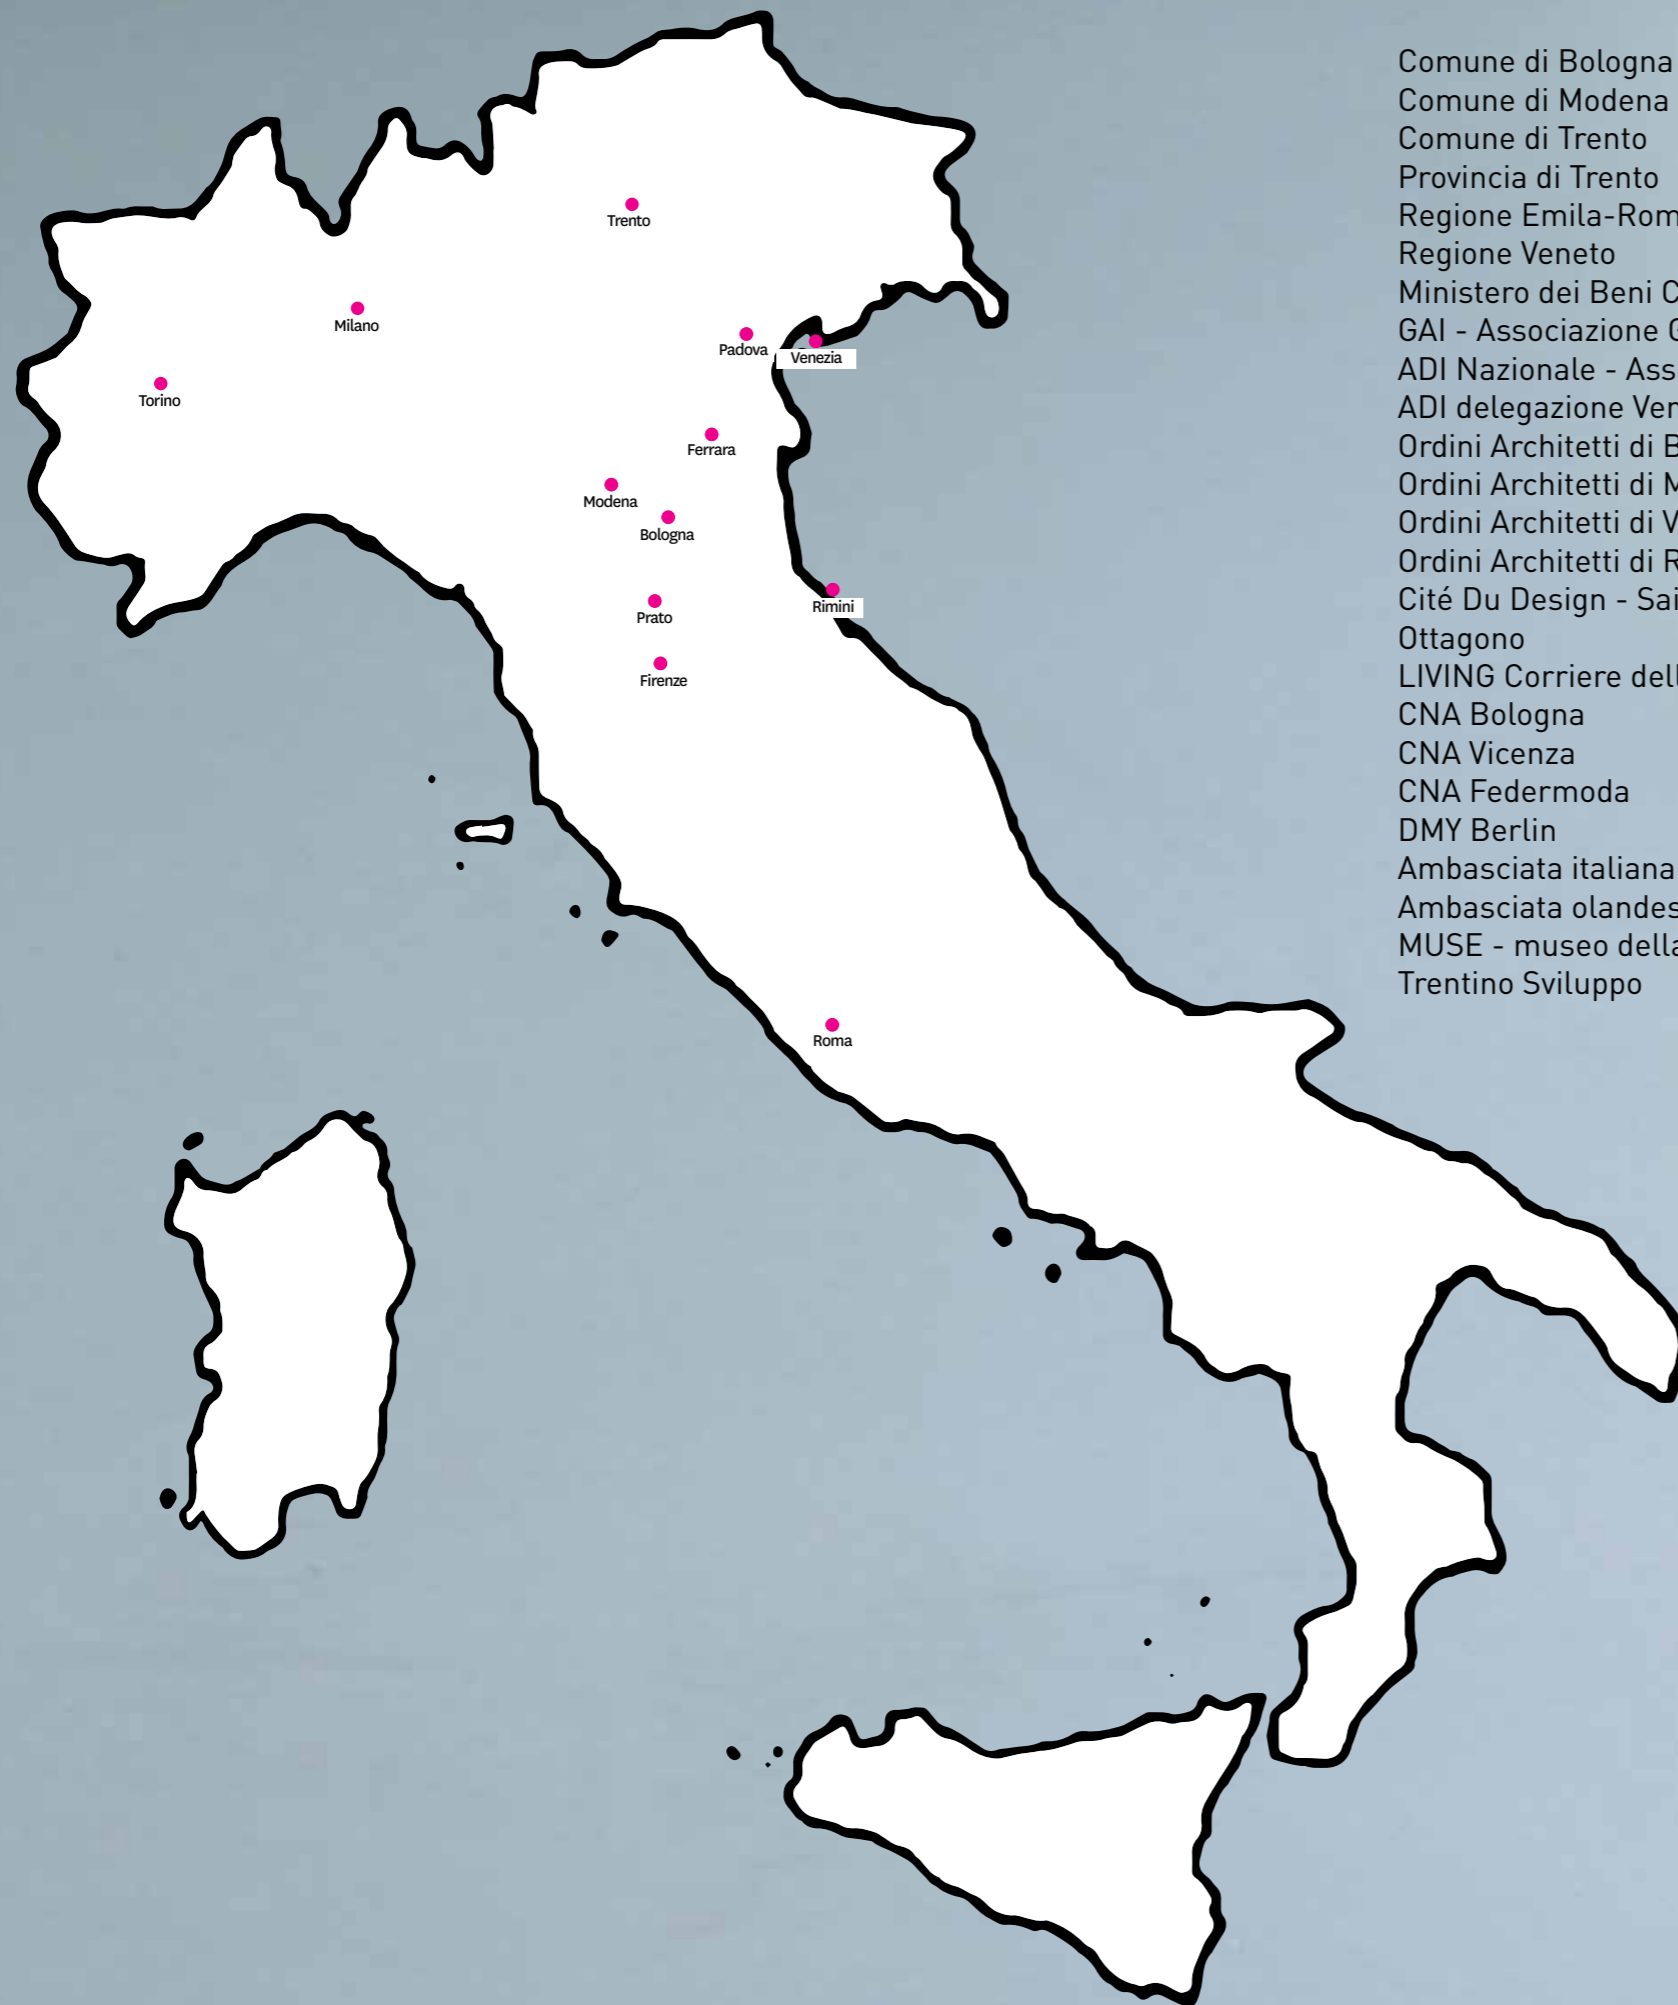 Trento
Milano
Padova
Venezia
Torino
Ferrara
Modena
Bologna
Prato
Rimini
Firenze
Roma
Comune di Bologna
Comune di Modena
Comune di Trento
Provincia di Trento
Regione Emila-Rom
Regione Veneto
Ministero dei Beni C
GAI - Associazione G
ADI Nazionale - Ass
ADI delegazione Ven
Ordini Architetti di B
Ordini Architetti di M
Ordini Architetti di V
Ordini Architetti di R
Cité Du Design - Sai
Ottagono
LIVING Corriere dell
CNA Bologna
CNA Vicenza
CNA Federmoda
DMY Berlin
Ambasciata italiana
Ambasciata olandes
MUSE - museo della
Trentino Sviluppo